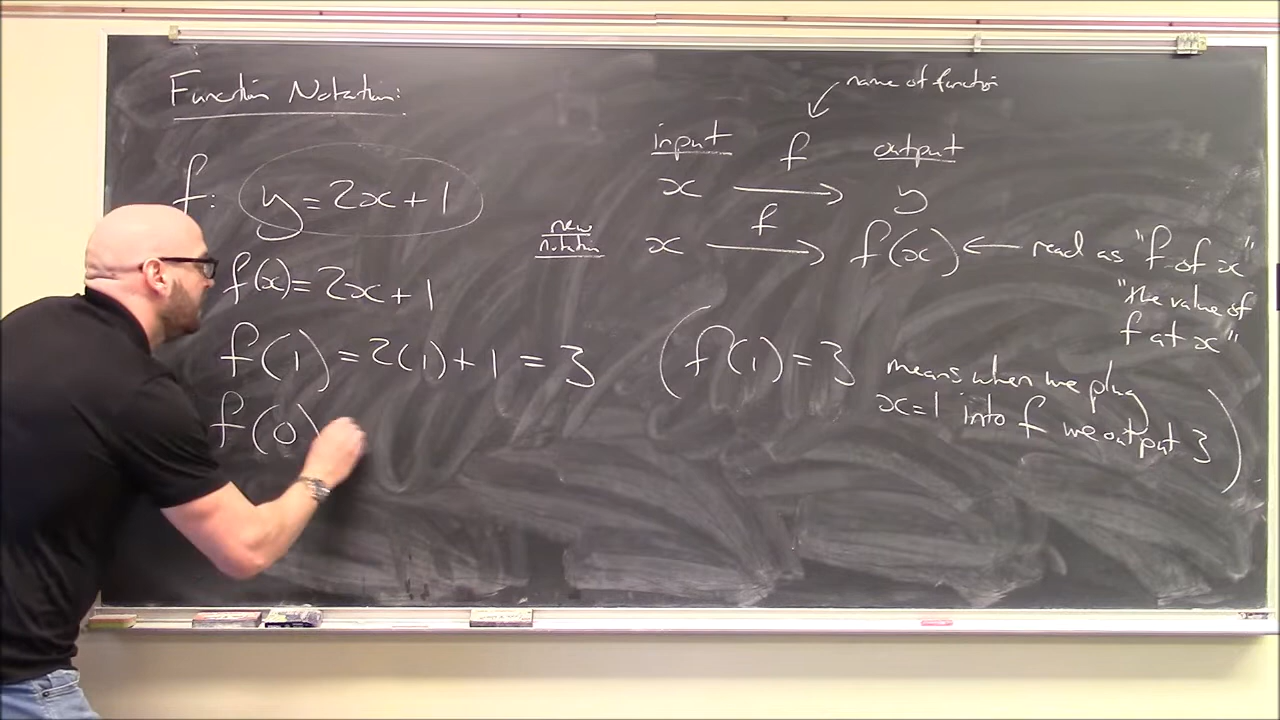 Function Notation:
f: y = 2x + 1
f(x) = 2x + 1
f(1) = 2(1) + 1 = 3
f(0)
name of function
input f output
x → y
new notation x f → f(x) ← read as "f of x"
"the value of
f at x"
(f(1) = 3 means when we plug
x = 1 into f we output 3)